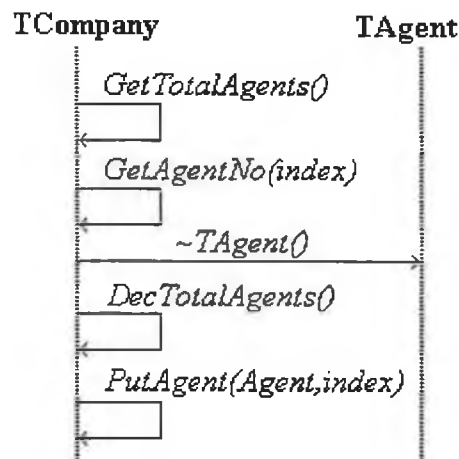 TCompany TAgent
GetTotalAgents()
GetAgentNo(index)
~TAgent()
DecTotalAgents()
PutAgent(Agent,index)